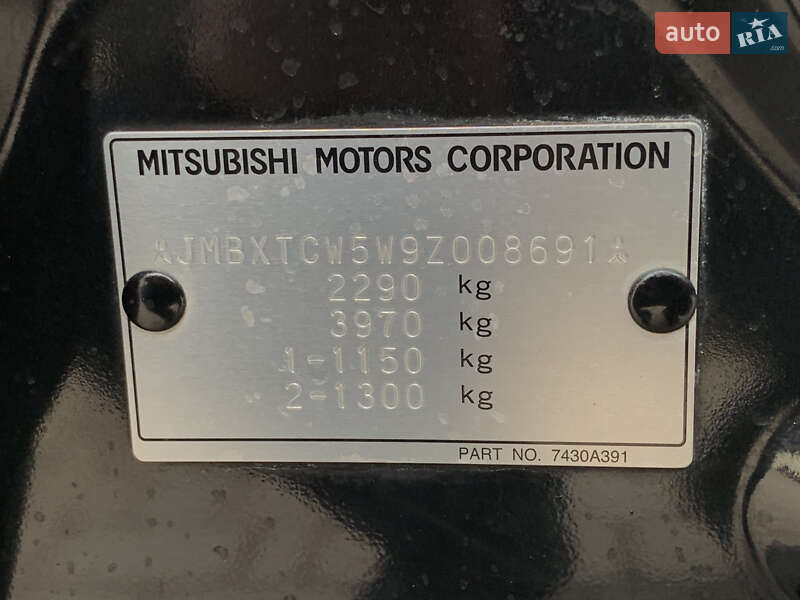 auto RIA.com
MITSUBISHI MOTORS CORPORATION
JMBXTCW5W9Z008691
2290 kg
3970 kg
1-1150 kg
2-1300 kg
PART NO. 7430A391